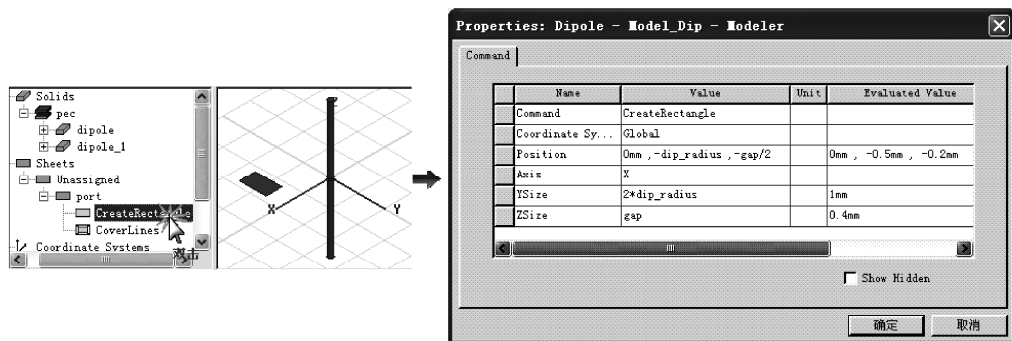 Solids
pec
dipole
dipole_1
Sheets
Unassigned
port
CreateRectangle
CoverLines
Coordinate Systems
双击
Z
X
Y
Properties: Dipole - Model_Dip - Modeler
Command
Name Value Unit Evaluated Value
Command CreateRectangle
Coordinate Sy... Global
Position 0mm ,-dip_radius ,-gap/2 0mm , -0.5mm , -0.2mm
Axis X
YSize 2*dip_radius 1mm
ZSize gap 0.4mm
Show Hidden
确定 取消